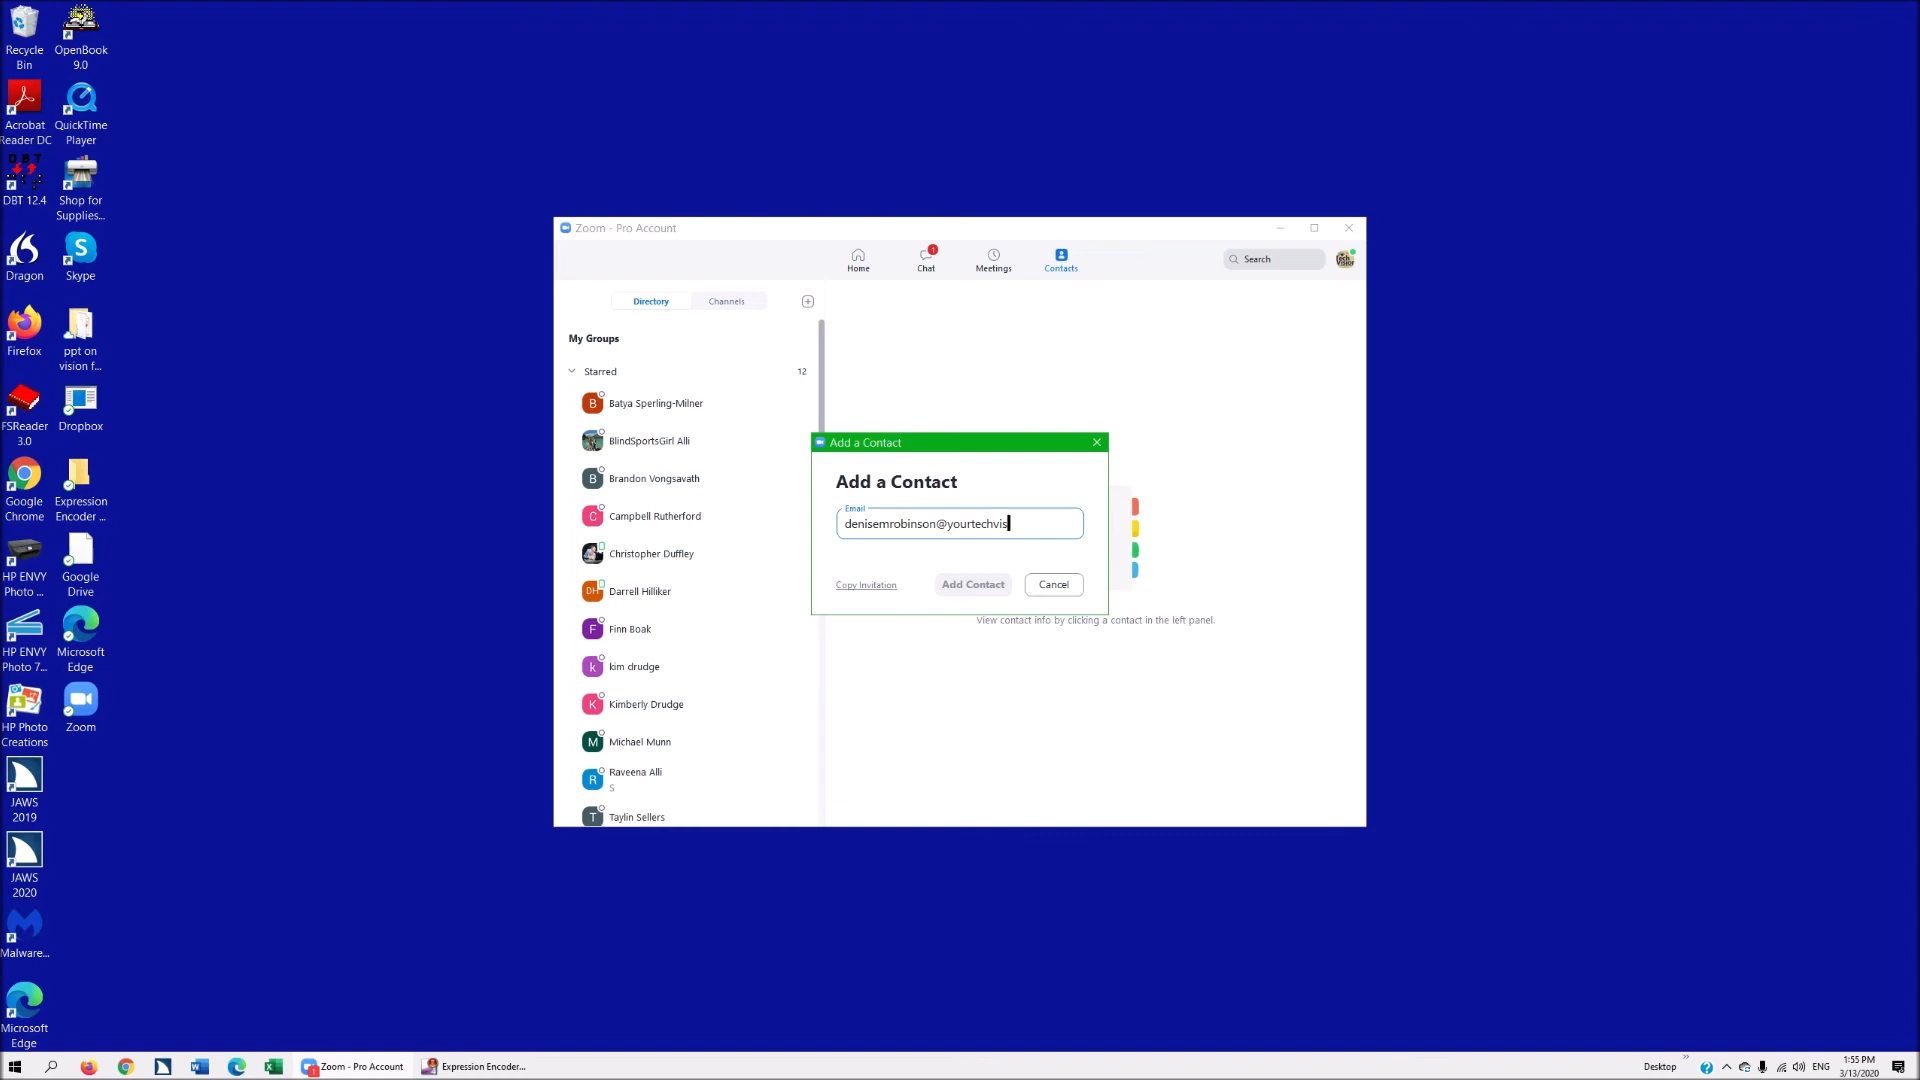 Recycle
Bin
OpenBook
9.0
Acrobat
Reader DC
QuickTime
Player
DBT
DBT 12.4
Shop for
Supplies...
Dragon
S
Skype
Firefox
ppt on
vision f...
FSReader
3.0
Dropbox
Google
Chrome
Expression
Encoder ...
HP ENVY
Photo ...
Google
Drive
HP ENVY
Photo 7...
Microsoft
Edge
HP Photo
Creations
Zoom
JAWS
2019
JAWS
2020
Malware...
Microsoft
Edge
Zoom - Pro Account
Home
1
Chat
Meetings
Contacts
Search
Directory
Channels
My Groups
Starred
12
B
Batya Sperling-Milner
BlindSportsGirl Alli
B
Brandon Vongsavath
C
Campbell Rutherford
Christopher Duffley
DH
Darrell Hilliker
F
Finn Boak
k
kim drudge
K
Kimberly Drudge
M
Michael Munn
R
Raveena Alli
S
T
Taylin Sellers
Add a Contact
Add a Contact
Email
denisemrobinson@yourtechvis
Copy Invitation
Add Contact
Cancel
View contact info by clicking a contact in the left panel.
Zoom - Pro Account
Expression Encoder...
Desktop
ENG
1:55 PM
3/13/2020